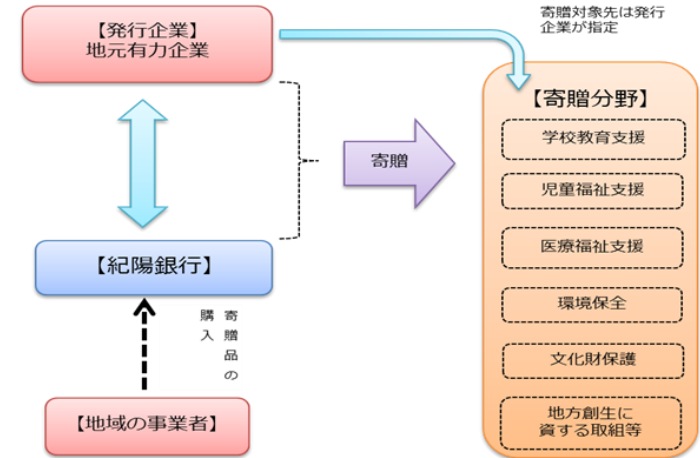 【発行企業】
地元有力企業
寄贈対象先は発行
企業が指定
【寄贈分野】
学校教育支援
児童福祉支援
医療福祉支援
環境保全
文化財保護
地方創生に
資する取組等
寄贈
【紀陽銀行】
寄贈品の
購入
【地域の事業者】